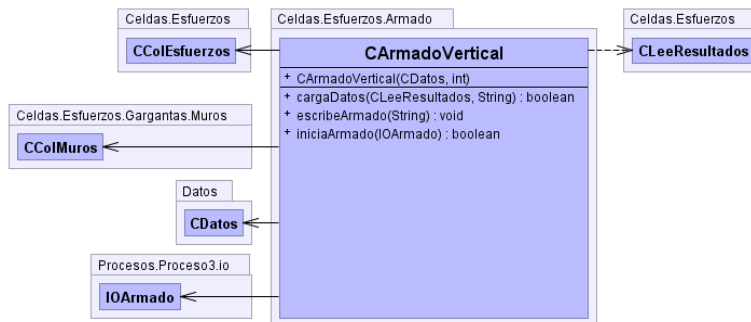 Celdas.Esfuerzos
CColEsfuerzos
Celdas.Esfuerzos.Armado
CArmadoVertical
+ CArmadoVertical(CDatos, int)
+ cargaDatos(CLeeResultados, String) : boolean
+ escribeArmado(String) : void
+ iniciaArmado(IOArmado) : boolean
Celdas.Esfuerzos
CLeeResultados
Celdas.Esfuerzos.Gargantas.Muros
CColMuros
Datos
CDatos
Procesos.Proceso3.io
IOArmado